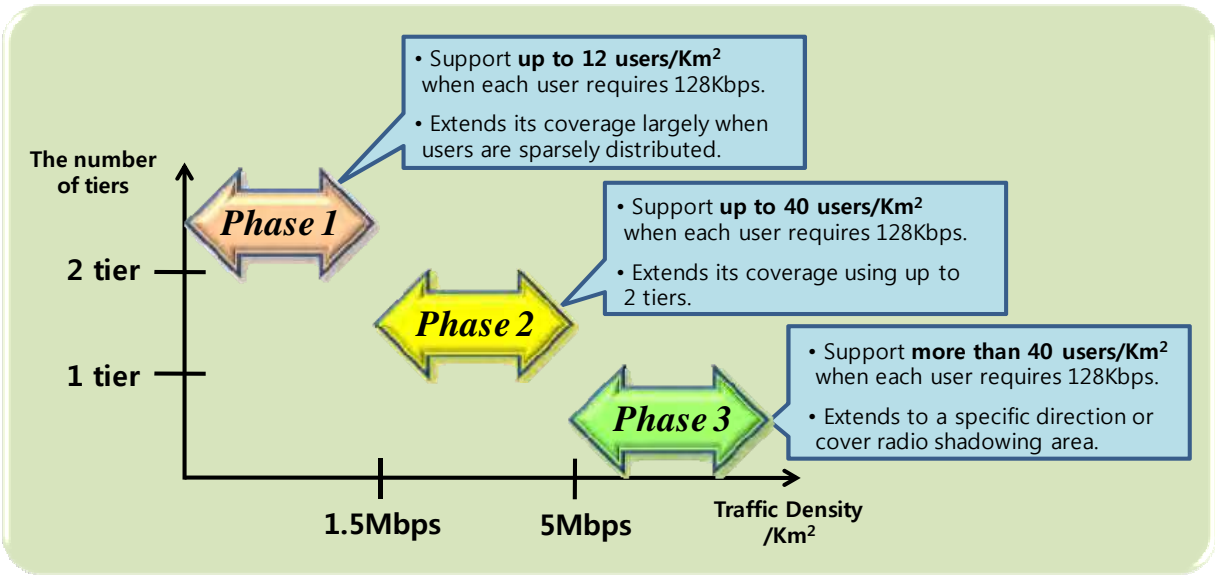 • Support up to 12 users/Km²
when each user requires 128Kbps.
• Extends its coverage largely when
users are sparsely distributed.
The number
of tiers
Phase 1
• Support up to 40 users/Km²
when each user requires 128Kbps.
• Extends its coverage using up to
2 tiers.
2 tier
Phase 2
• Support more than 40 users/Km²
when each user requires 128Kbps.
• Extends to a specific direction or
cover radio shadowing area.
1 tier
Phase 3
1.5Mbps
5Mbps
Traffic Density
/Km²